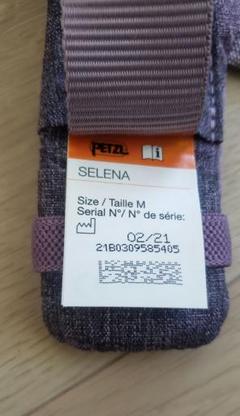 PETZL
SELENA
Size / Taille M
Serial N°/ N° de série:
02/21
21B0309585405